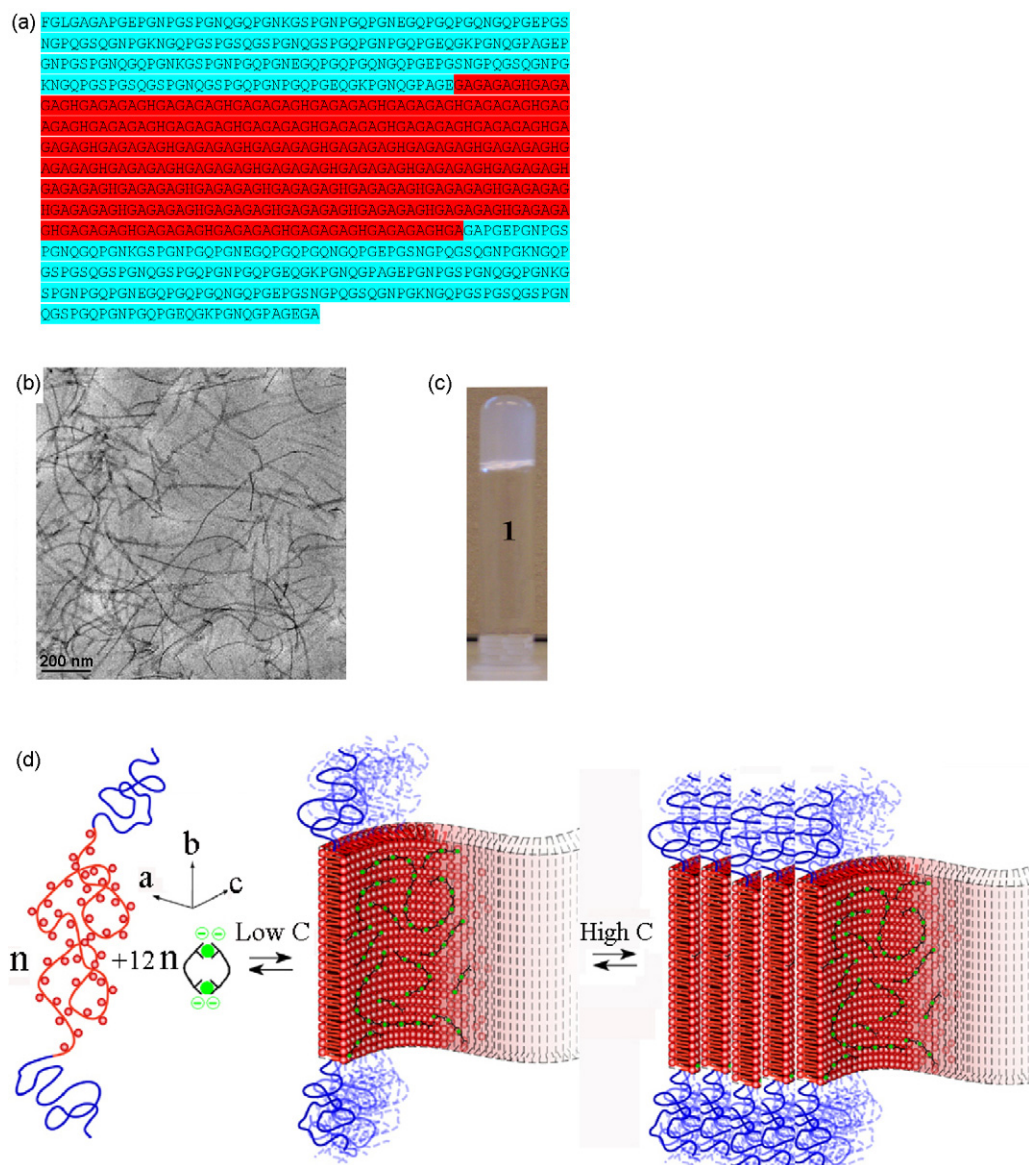 (a)
FGLGAGAPGEPGNPGSPGNQGQPGNKGSPGNPGQPGNEGQPGQPGQNGQPGEPGS
NGPQGSQGNPGKNGQPGSPGSQGSPGNQGSPGQPGNPGQPGEQGKPGNQGPAGEP
GNPGSPGNQGQPGNKGSPGNPGQPGNEGQPGQPGQNGQPGEPGSNGPQGSQGNPG
KNGQPGSPGSQGSPGNQGSPGQPGNPGQPGEQGKPGNQGPAGEGAGAGAGHGAGA
GAGHGAGAGAGHGAGAGAGHGAGAGAGHGAGAGAGHGAGAGAGHGAGAGAGHGAG
AGAGHGAGAGAGHGAGAGAGHGAGAGAGHGAGAGAGHGAGAGAGHGAGAGAGHGA
GAGAGHGAGAGAGHGAGAGAGHGAGAGAGHGAGAGAGHGAGAGAGHGAGAGAGHG
AGAGAGHGAGAGAGHGAGAGAGHGAGAGAGHGAGAGAGHGAGAGAGHGAGAGAGH
GAGAGAGHGAGAGAGHGAGAGAGHGAGAGAGHGAGAGAGHGAGAGAGHGAGAGAG
HGAGAGAGHGAGAGAGHGAGAGAGHGAGAGAGHGAGAGAGHGAGAGAGHGAGAGA
GHGAGAGAGHGAGAGAGHGAGAGAGHGAGAGAGHGAGAGAGHGAGAPGEPGNPGS
PGNQGQPGNKGSPGNPGQPGNEGQPGQPGQNGQPGEPGSNGPQGSQGNPGKNGQP
GSPGSQGSPGNQGSPGQPGNPGQPGEQGKPGNQGPAGEPGNPGSPGNQGQPGNKG
SPGNPGQPGNEGQPGQPGQNGQPGEPGSNGPQGSQGNPGKNGQPGSPGSQGSPGN
QGSPGQPGNPGQPGEQGKPGNQGPAGEGA
(b)
200 nm
(c)
1
(d)
a b c
n +12 n
Low C
High C